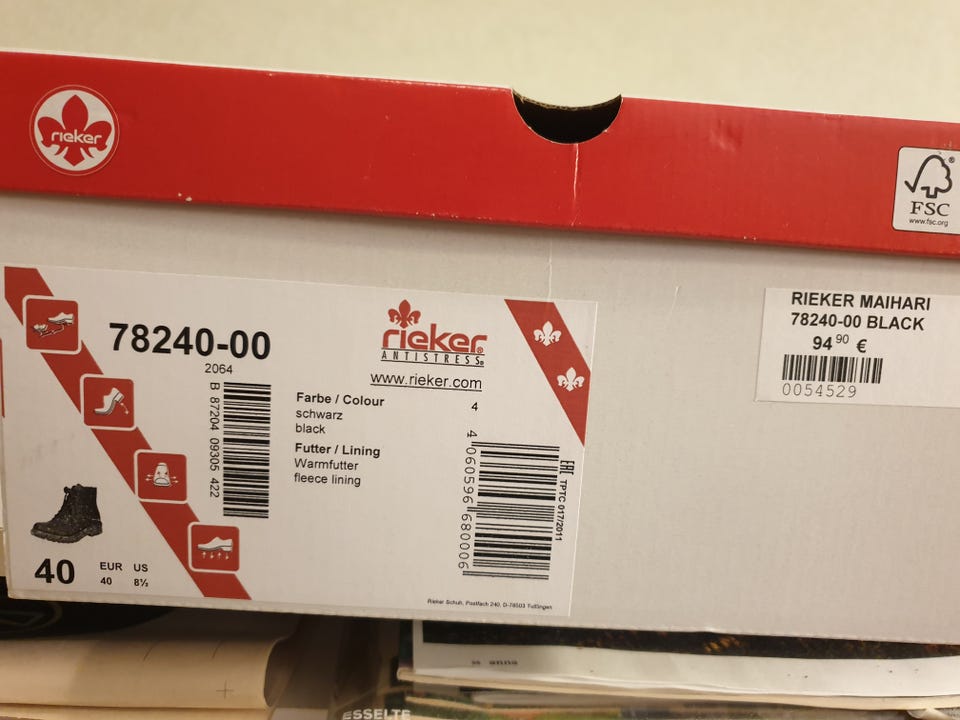 rieker
FSC
www.fsc.org
78240-00
2064
B 87204 09305 422
rieker
ANTISTRESS®
www.rieker.com
Farbe / Colour
schwarz
black
4
Futter / Lining
Warmfutter
fleece lining
4 060596 680006
EAC TPTC 017/2011
40
EUR US
40 8½
Rieker Schuh, Postfach 240, D-78503 Tuttlingen
RIEKER MAIHARI
78240-00 BLACK
94 90 €
0054529
anna
ESSELTE